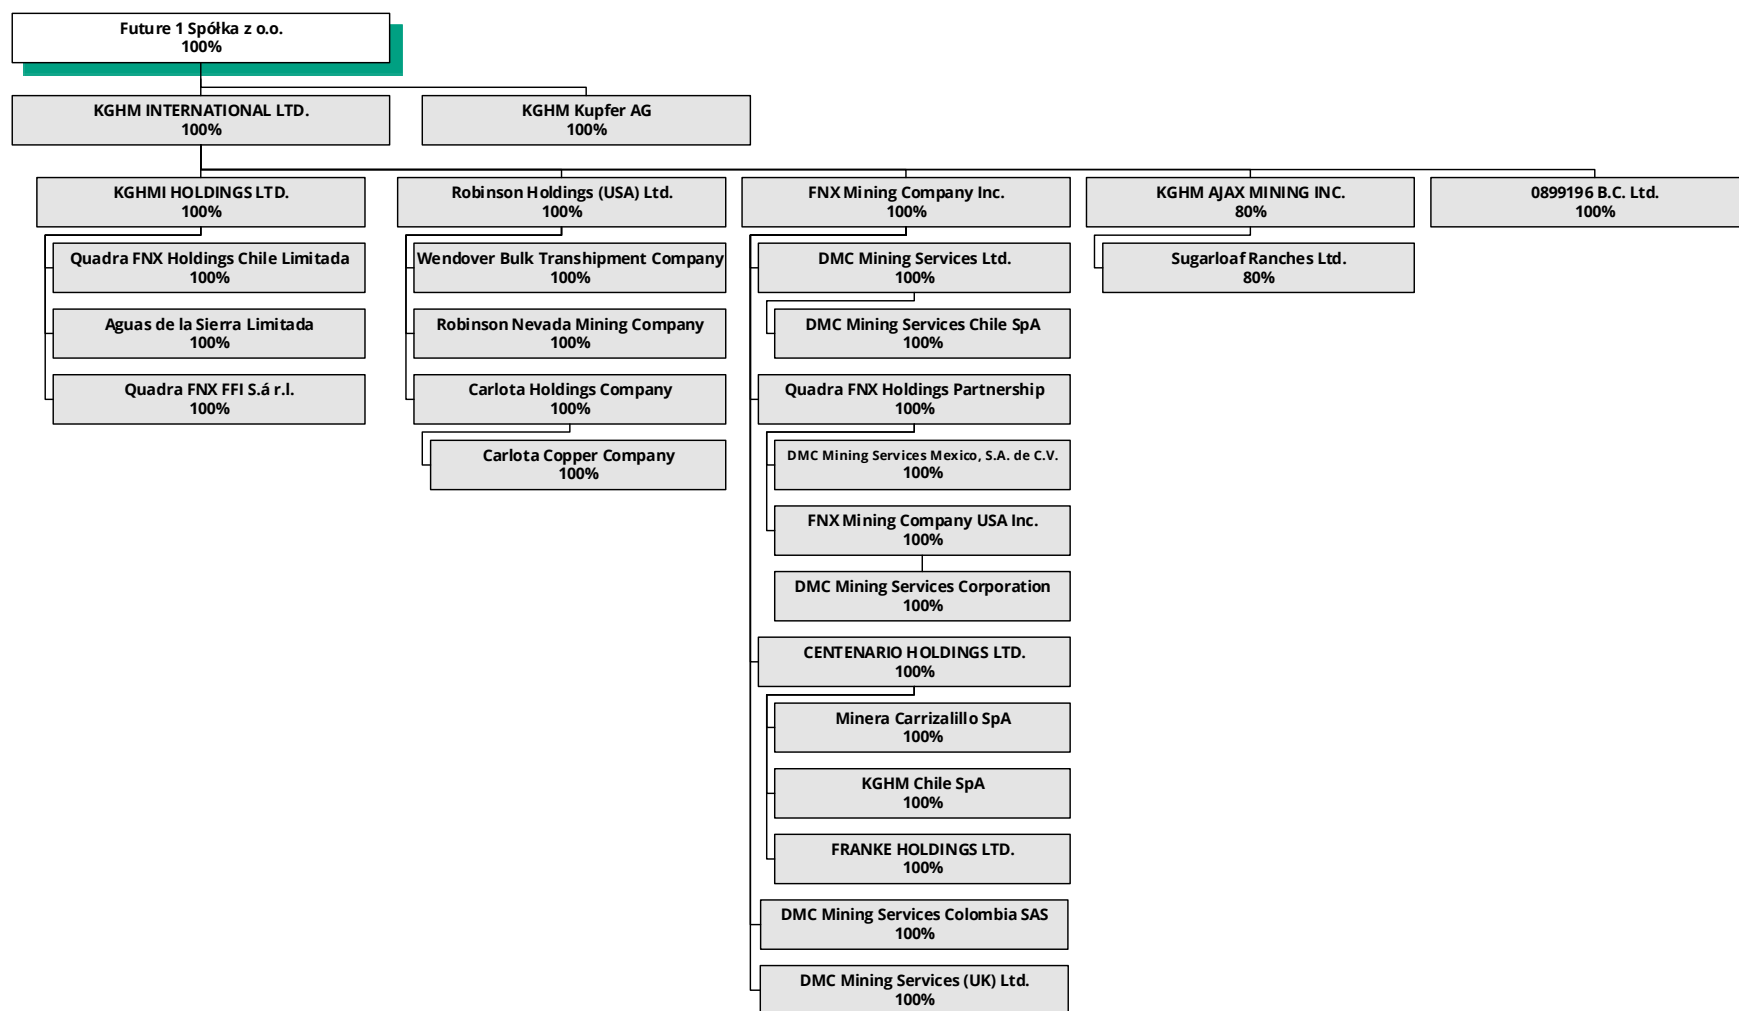 Future 1 Spółka z o.o.
100%
KGHM INTERNATIONAL LTD.
100%
KGHM Kupfer AG
100%
KGHMI HOLDINGS LTD.
100%
Robinson Holdings (USA) Ltd.
100%
FNX Mining Company Inc.
100%
KGHM AJAX MINING INC.
80%
0899196 B.C. Ltd.
100%
Quadra FNX Holdings Chile Limitada
100%
Aguas de la Sierra Limitada
100%
Quadra FNX FFI S.á r.l.
100%
Wendover Bulk Transhipment Company
100%
Robinson Nevada Mining Company
100%
Carlota Holdings Company
100%
Carlota Copper Company
100%
DMC Mining Services Ltd.
100%
DMC Mining Services Chile SpA
100%
Quadra FNX Holdings Partnership
100%
DMC Mining Services Mexico, S.A. de C.V.
100%
FNX Mining Company USA Inc.
100%
DMC Mining Services Corporation
100%
CENTENARIO HOLDINGS LTD.
100%
Minera Carrizalillo SpA
100%
KGHM Chile SpA
100%
FRANKE HOLDINGS LTD.
100%
DMC Mining Services Colombia SAS
100%
DMC Mining Services (UK) Ltd.
100%
Sugarloaf Ranches Ltd.
80%